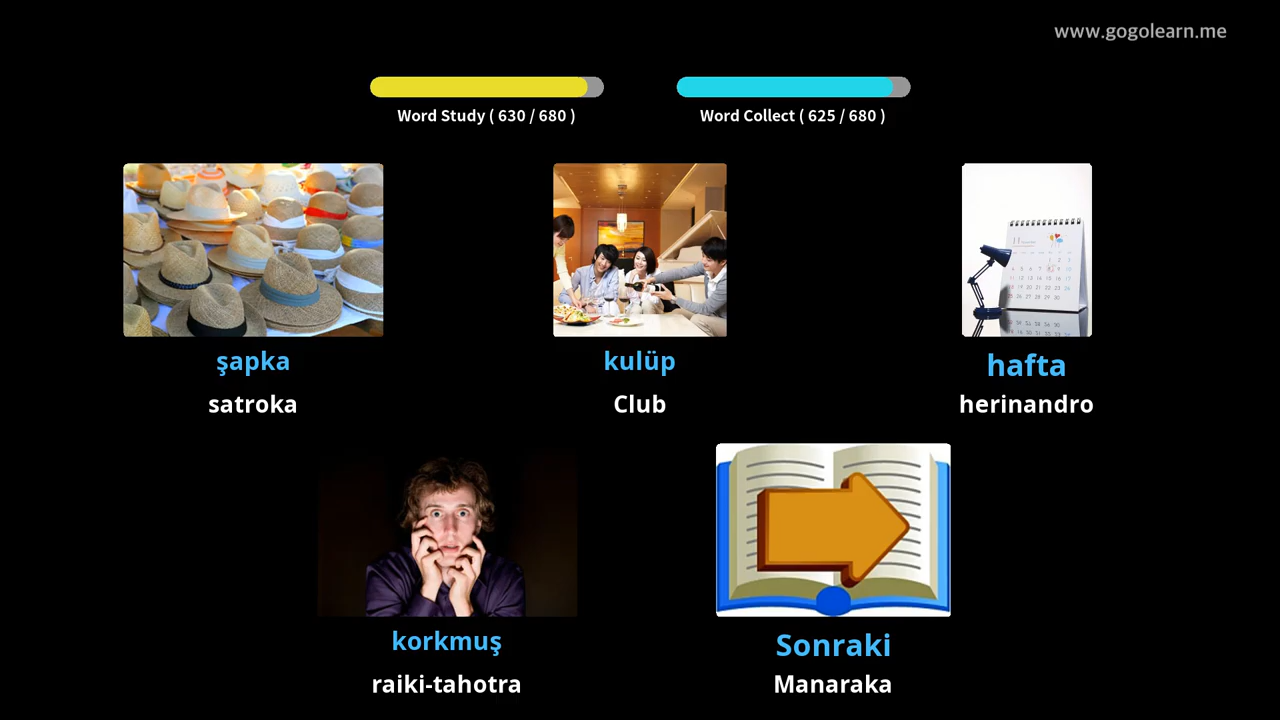 www.gogolearn.me
Word Study ( 630 / 680 )
Word Collect ( 625 / 680 )
şapka
satroka
kulüp
Club
hafta
herinandro
korkmuş
raiki-tahotra
Sonraki
Manaraka